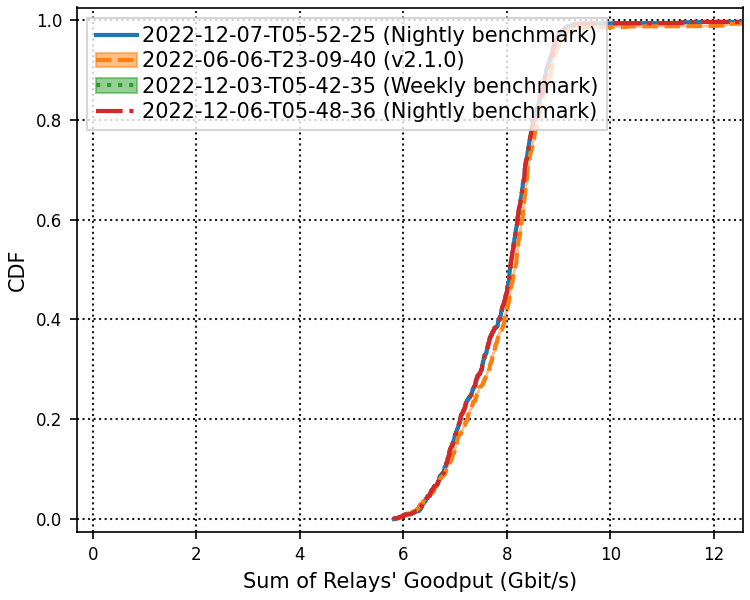 1.0
0.8
0.6
0.4
0.2
0.0
CDF
2022-12-07-T05-52-25 (Nightly benchmark)
2022-06-06-T23-09-40 (v2.1.0)
2022-12-03-T05-42-35 (Weekly benchmark)
2022-12-06-T05-48-36 (Nightly benchmark)
0 2 4 6 8 10 12
Sum of Relays' Goodput (Gbit/s)